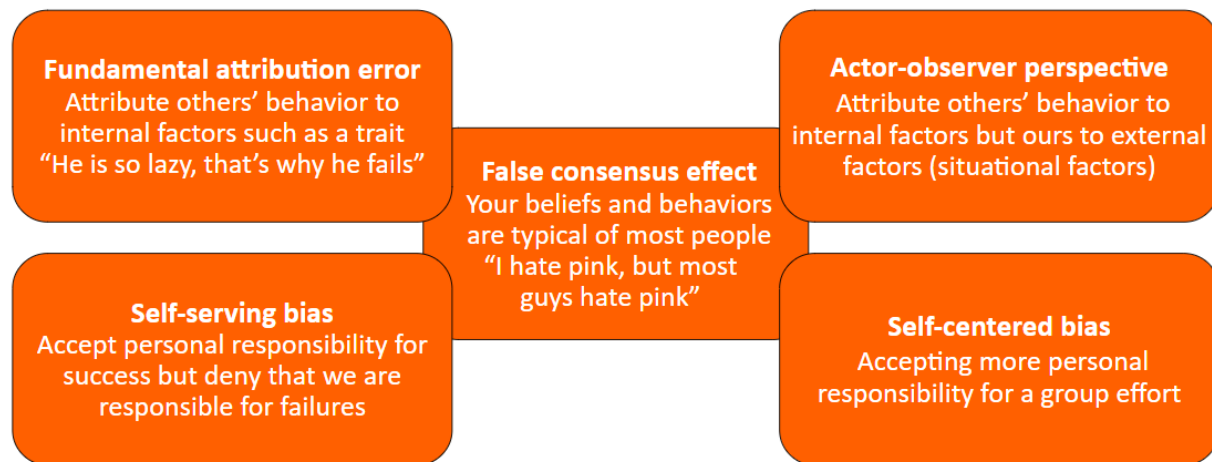 Fundamental attribution error
Attribute others’ behavior to
internal factors such as a trait
“He is so lazy, that’s why he fails”
Actor-observer perspective
Attribute others’ behavior to
internal factors but ours to external
factors (situational factors)
False consensus effect
Your beliefs and behaviors
are typical of most people
“I hate pink, but most
guys hate pink”
Self-serving bias
Accept personal responsibility for
success but deny that we are
responsible for failures
Self-centered bias
Accepting more personal
responsibility for a group effort